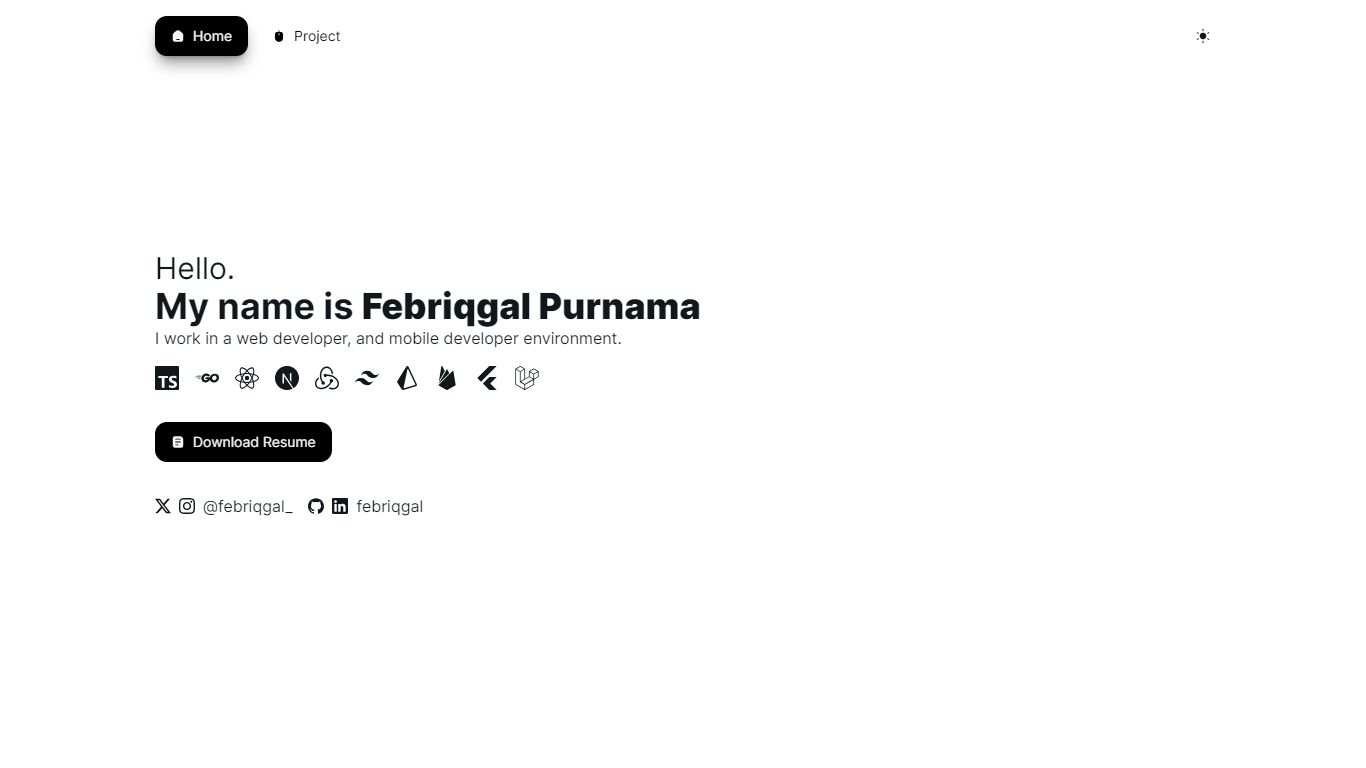 Home Project
Hello.
My name is Febriqgal Purnama
I work in a web developer, and mobile developer environment.
TS GO N
Download Resume
@febriqgal_ in febriqgal